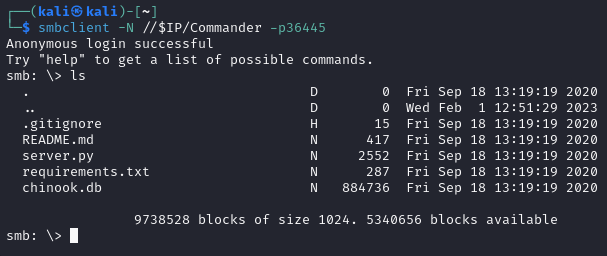 ┌──(kali㉿kali)-[~]
└─$ smbclient -N //$IP/Commander -p36445
Anonymous login successful
Try "help" to get a list of possible commands.
smb: \> ls
  .                                   D        0  Fri Sep 18 13:19:19 2020
  ..                                  D        0  Wed Feb  1 12:51:29 2023
  .gitignore                          H       15  Fri Sep 18 13:19:19 2020
  README.md                           N      417  Fri Sep 18 13:19:19 2020
  server.py                           N     2552  Fri Sep 18 13:19:19 2020
  requirements.txt                    N      287  Fri Sep 18 13:19:19 2020
  chinook.db                          N   884736  Fri Sep 18 13:19:19 2020
                9738528 blocks of size 1024. 5340656 blocks available
smb: \>